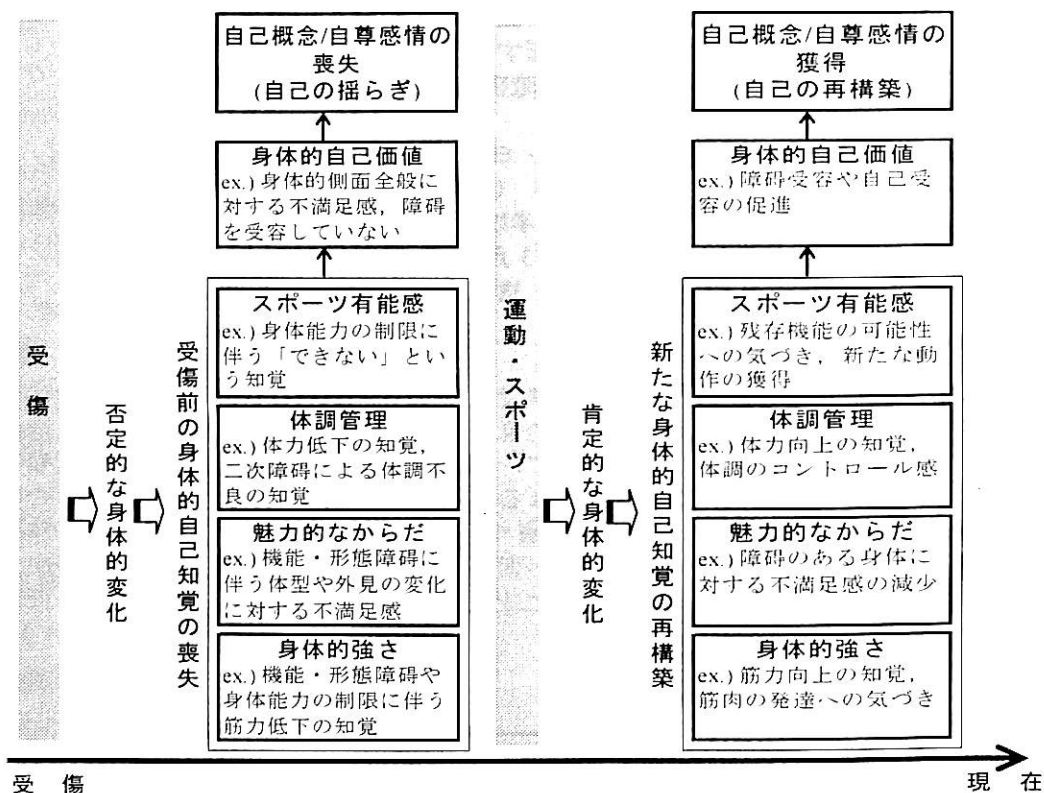 受傷
否定的な身体的変化
受傷前の身体的自己知覚の喪失
自己概念/自尊感情の
喪失
(自己の揺らぎ)
身体的自己価値
ex.) 身体的側面全般に
対する不満足感，障碍
を受容していない
スポーツ有能感
ex.) 身体能力の制限に
伴う「できない」とい
う知覚
体調管理
ex.) 体力低下の知覚，
二次障碍による体調不
良の知覚
魅力的なからだ
ex.) 機能・形態障碍に
伴う体型や外見の変化
に対する不満足感
身体的強さ
ex.) 機能・形態障碍や
身体能力の制限に伴う
筋力低下の知覚
運動・スポーツ
肯定的な身体的変化
新たな身体的自己知覚の再構築
自己概念/自尊感情の
獲得
(自己の再構築)
身体的自己価値
ex.) 障碍受容や自己受
容の促進
スポーツ有能感
ex.) 残存機能の可能性
への気づき，新たな動
作の獲得
体調管理
ex.) 体力向上の知覚，
体調のコントロール感
魅力的なからだ
ex.) 障碍のある身体に
対する不満足感の減少
身体的強さ
ex.) 筋力向上の知覚，
筋肉の発達への気づき
受傷
現在